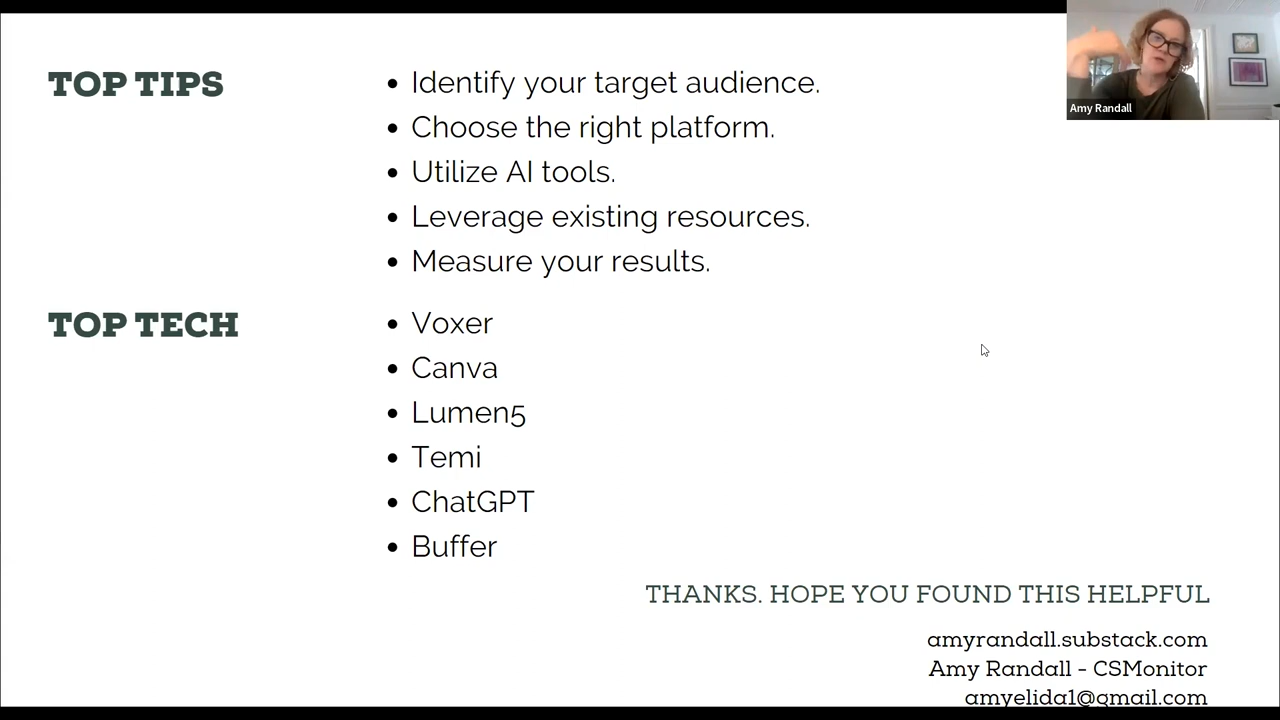 TOP TIPS
Identify your target audience.
Choose the right platform.
Utilize AI tools.
Leverage existing resources.
Measure your results.
TOP TECH
Voxer
Canva
Lumen5
Temi
ChatGPT
Buffer
THANKS. HOPE YOU FOUND THIS HELPFUL
amyrandall.substack.com
Amy Randall - CSMonitor
amyelida1@gmail.com
Amy Randall